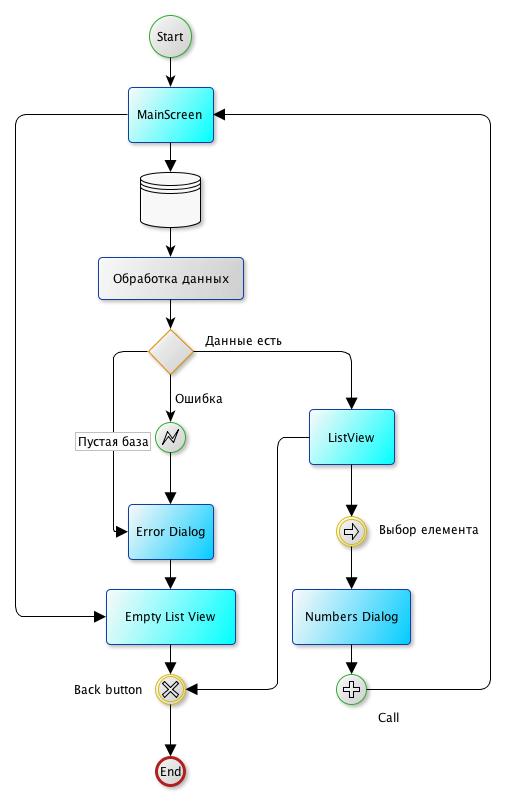 Start
MainScreen
Обработка данных
Данные есть
Ошибка
Пустая база
ListView
Error Dialog
Выбор елемента
Empty List View
Numbers Dialog
Back button
Call
End